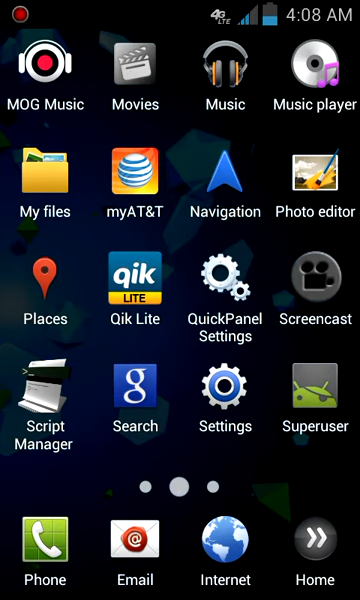 4G
LTE
4:08 AM
MOG Music
Movies
Music
Music player
My files
myAT&T
Navigation
Photo editor
qik
LITE
Places
Qik Lite
QuickPanel
Settings
Screencast
Script
Manager
g
Search
Settings
Superuser
@
Phone
Email
Internet
Home